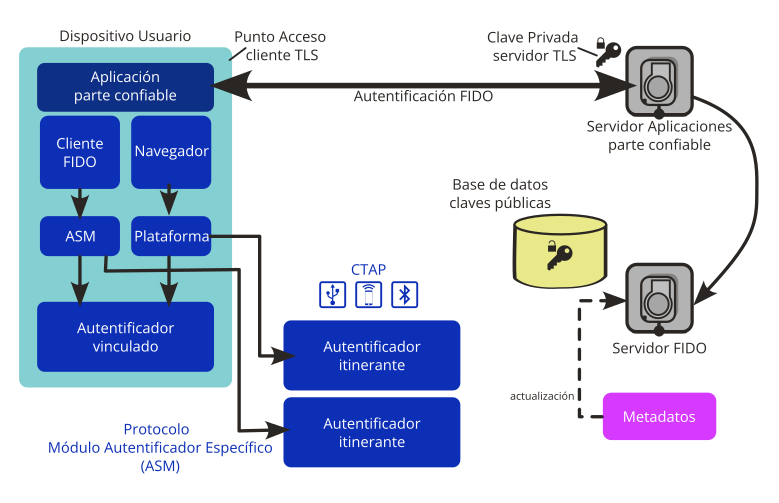 Dispositivo Usuario
Punto Acceso
cliente TLS
Clave Privada
servidor TLS
Aplicación
parte confiable
Autentificación FIDO
Servidor Aplicaciones
parte confiable
Cliente
FIDO
Navegador
Base de datos
claves públicas
ASM
Plataforma
CTAP
Autentificador
vinculado
Autentificador
itinerante
Servidor FIDO
actualización
Metadatos
Autentificador
itinerante
Protocolo
Módulo Autentificador Específico
(ASM)